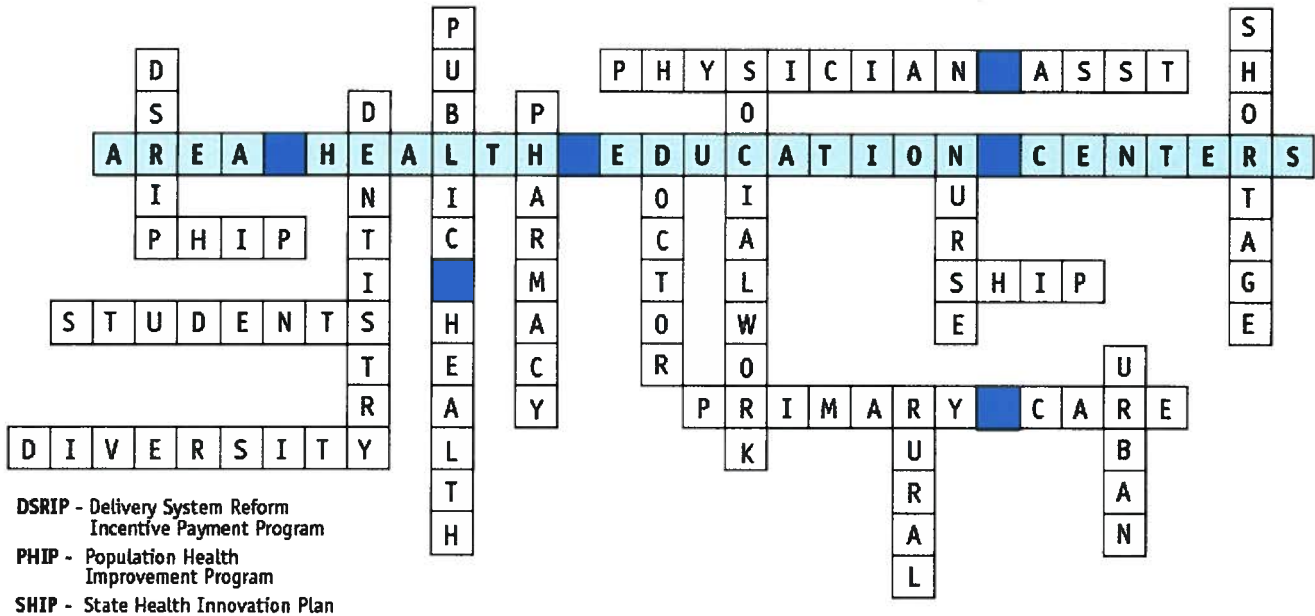 PUBLIC HEALTH
SHORTAGE
DSRIP
PHYSICIAN ASST
DENTISTRY
PHARMACY
SOCIALWORK
AREA HEALTH EDUCATION CENTERS
DOCTOR
NURSE
PHIP
SHIP
STUDENTS
URBAN
PRIMARY CARE
RURAL
DIVERSITY
DSRIP - Delivery System Reform
Incentive Payment Program
PHIP - Population Health
Improvement Program
SHIP - State Health Innovation Plan